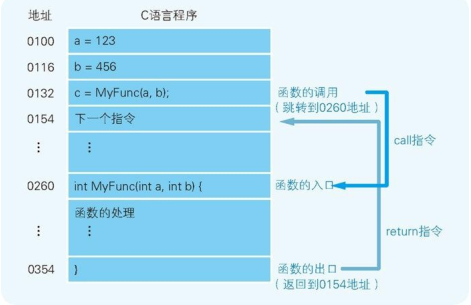 地址 C语言程序
0100 a = 123
0116 b = 456
0132 c = MyFunc(a, b); 函数的调用
（跳转到0260地址）
0154 下一个指令
⋮ ⋮
call指令
0260 int MyFunc(int a, int b) { 函数的入口
函数的处理
⋮ ⋮
return指令
0354 } 函数的出口
（返回到0154地址）